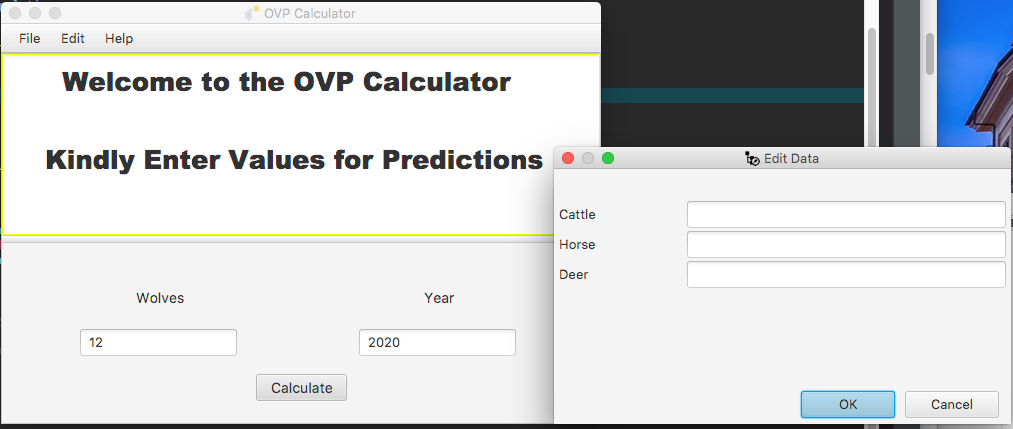 OVP Calculator
File Edit Help
Welcome to the OVP Calculator
Kindly Enter Values for Predictions
Wolves Year
12 2020
Calculate
Edit Data
Cattle
Horse
Deer
OK Cancel